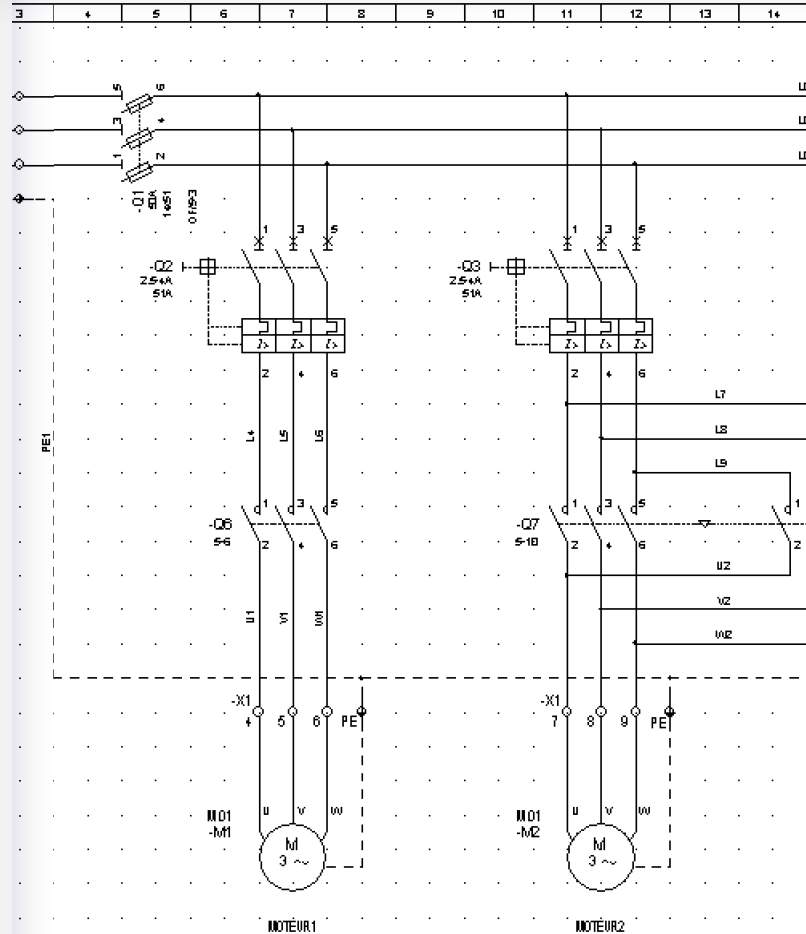 3 4 5 6 7 8 9 10 11 12 13 14
5 6
3 4
1 2
-Q1
50A
14x51
PE1
1 3 5
-Q2
2.5-4A
51A
I> I> I>
2 4 6
L4 L5 L6
1 3 5
-Q6
5-6
2 4 6
U1 V1 W1
-X1
4 5 6 PE
M01
-M1
U V W
M
3 ~
MOTEUR1
1 3 5
-Q3
2.5-4A
51A
I> I> I>
2 4 6
L7
L8
L9
1 3 5
-Q7
5-10
2 4 6
1
2
U2
V2
W2
-X1
7 8 9 PE
M01
-M2
U V W
M
3 ~
MOTEUR2